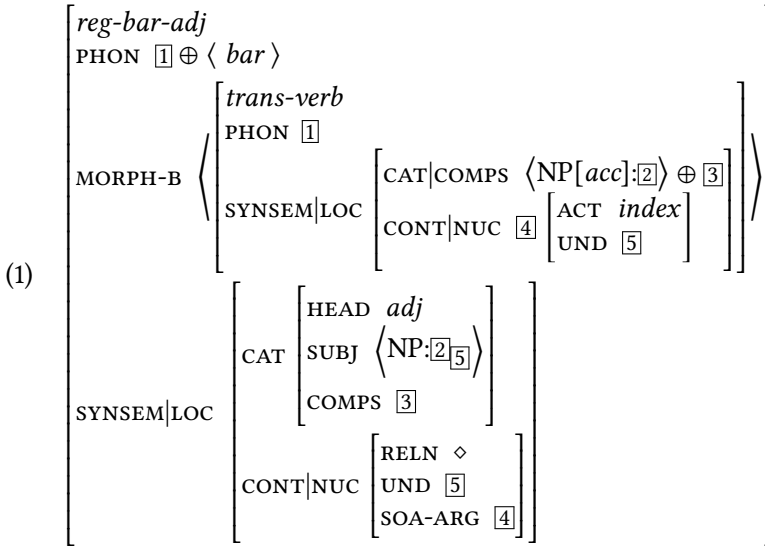 (1)
reg-bar-adj
PHON 1 ⊕ ⟨ bar ⟩
MORPH-B ⟨
trans-verb
PHON 1
SYNSEM|LOC
CAT|COMPS ⟨NP[acc]:2⟩ ⊕ 3
CONT|NUC 4
ACT index
UND 5
⟩
SYNSEM|LOC
CAT
HEAD adj
SUBJ ⟨NP:2 5⟩
COMPS 3
CONT|NUC
RELN ⋄
UND 5
SOA-ARG 4